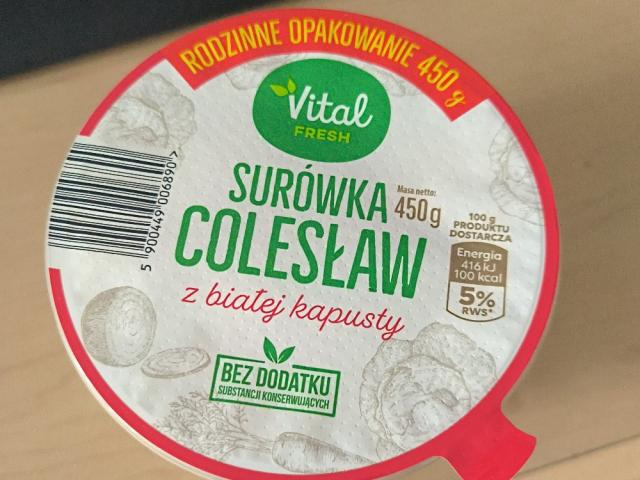 RODZINNE OPAKOWANIE 450 g
Vital
FRESH
SURÓWKA
COLESŁAW
z białej kapusty
Masa netto:
450 g
100 g
PRODUKTU
DOSTARCZA
Energia
416 kJ
100 kcal
5%
RWS*
BEZ DODATKU
SUBSTANCJI KONSERWUJĄCYCH
5 900449 006890 >